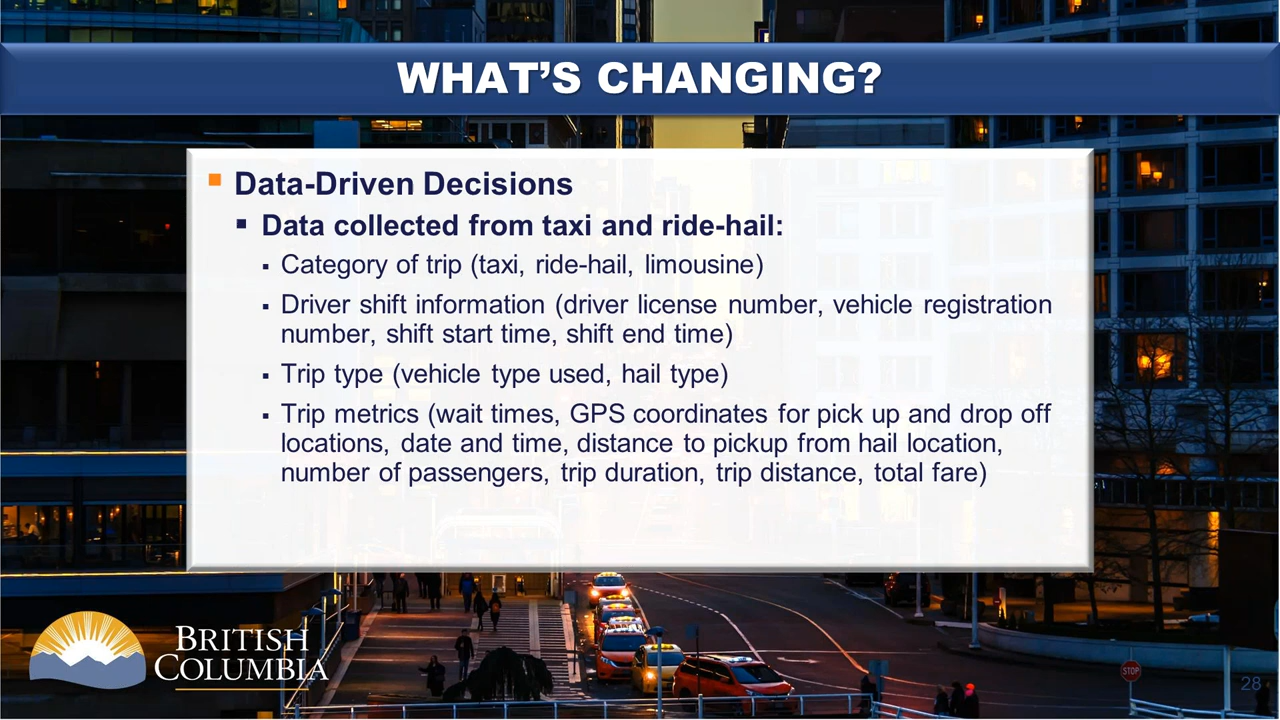 WHAT’S CHANGING?
Data-Driven Decisions
Data collected from taxi and ride-hail:
Category of trip (taxi, ride-hail, limousine)
Driver shift information (driver license number, vehicle registration
number, shift start time, shift end time)
Trip type (vehicle type used, hail type)
Trip metrics (wait times, GPS coordinates for pick up and drop off
locations, date and time, distance to pickup from hail location,
number of passengers, trip duration, trip distance, total fare)
BRITISH
COLUMBIA
STOP
28